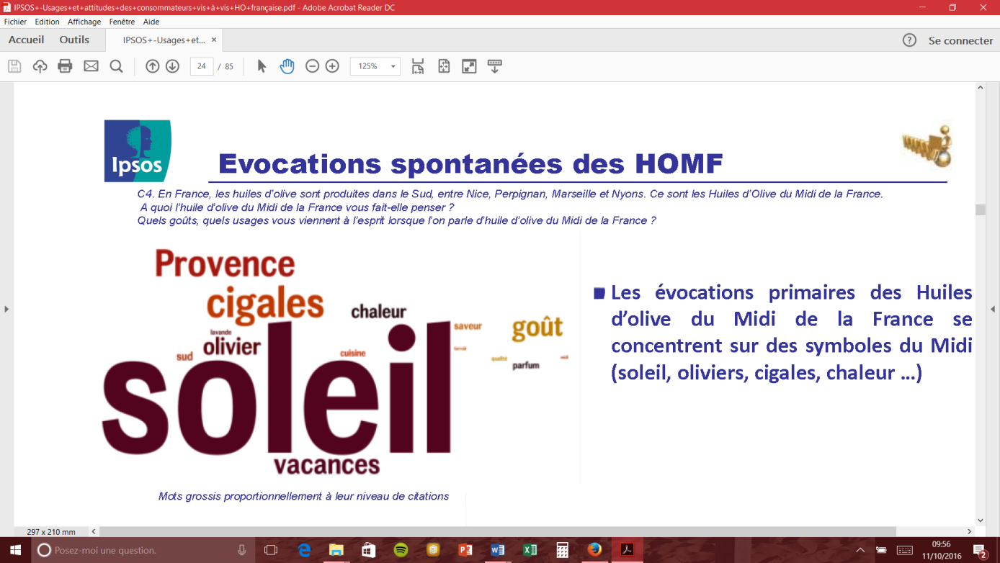 IPSOS+-Usages+et+attitudes+des+consommateurs+vis+à+vis+HO+française.pdf - Adobe Acrobat Reader DC
Fichier Edition Affichage Fenêtre Aide
Accueil Outils IPSOS+-Usages+et... × Se connecter
24 / 85 125%
Ipsos
Evocations spontanées des HOMF
C4. En France, les huiles d'olive sont produites dans le Sud, entre Nice, Perpignan, Marseille et Nyons. Ce sont les Huiles d'Olive du Midi de la France.
A quoi l'huile d'olive du Midi de la France vous fait-elle penser ?
Quels goûts, quels usages vous viennent à l'esprit lorsque l'on parle d'huile d'olive du Midi de la France ?
Provence
cigales
chaleur
lavande
olivier
sud
cuisine
saveur
terroir
goût
qualité
parfum
midi
soleil
vacances
Les évocations primaires des Huiles
d'olive du Midi de la France se
concentrent sur des symboles du Midi
(soleil, oliviers, cigales, chaleur ...)
Mots grossis proportionnellement à leur niveau de citations
297 x 210 mm
Posez-moi une question.
09:56
11/10/2016
2